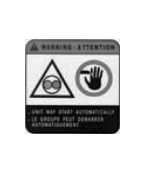 WARNING - ATTENTION
. UNIT MAY START AUTOMATICALLY
. LE GROUPE PEUT DEMARRER
AUTOMATIQUEMENT